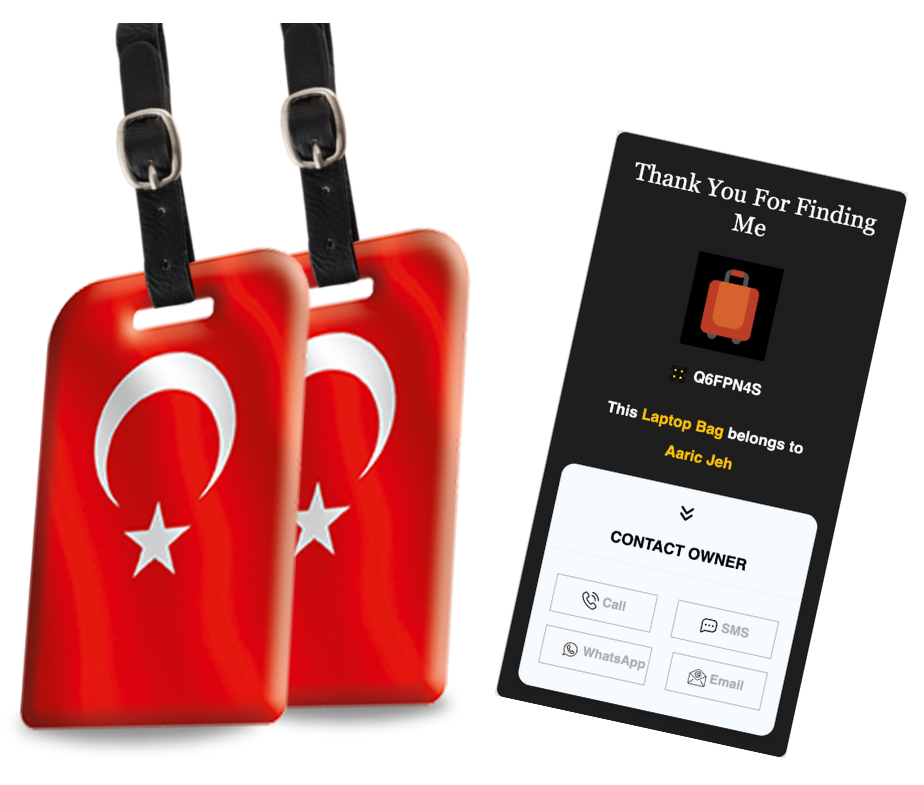 Thank You For Finding
Me
Q6FPN4S
This Laptop Bag belongs to
Aaric Jeh
CONTACT OWNER
Call
SMS
WhatsApp
Email